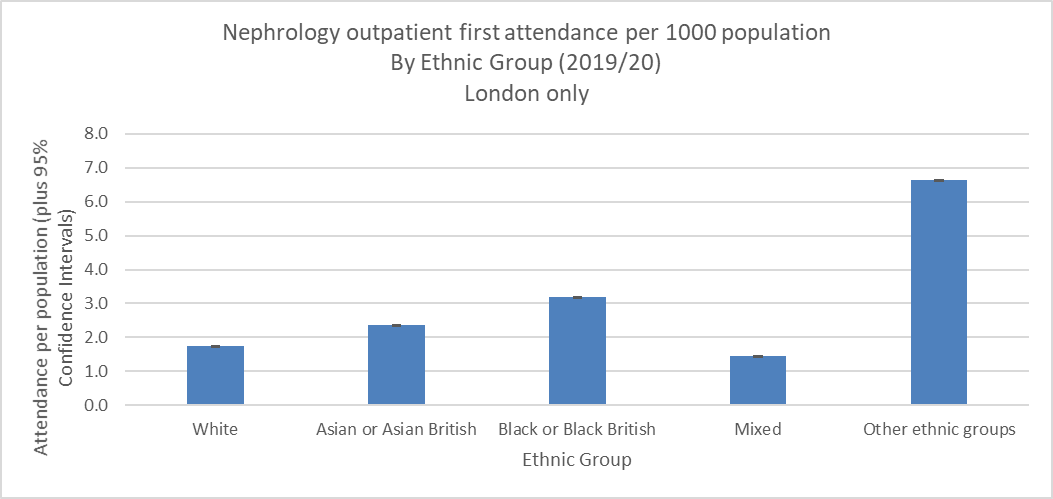 Nephrology outpatient first attendance per 1000 population
By Ethnic Group (2019/20)
London only
Attendance per population (plus 95%
Confidence Intervals)
8.0
7.0
6.0
5.0
4.0
3.0
2.0
1.0
0.0
White
Asian or Asian British
Black or Black British
Mixed
Other ethnic groups
Ethnic Group